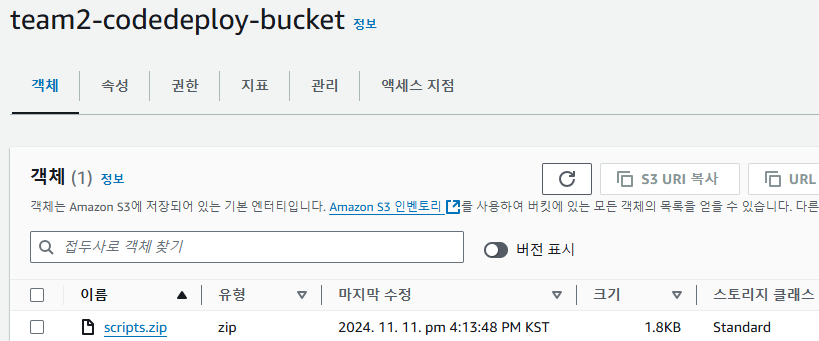 team2-codedeploy-bucket 정보
객체 속성 권한 지표 관리 액세스 지점
객체 (1) 정보 S3 URI 복사 URL
객체는 Amazon S3에 저장되어 있는 기본 엔터티입니다. Amazon S3 인벤토리를 사용하여 버킷에 있는 모든 객체의 목록을 얻을 수 있습니다. 다른
접두사로 객체 찾기 버전 표시
이름 유형 마지막 수정 크기 스토리지 클래스
scripts.zip zip 2024. 11. 11. pm 4:13:48 PM KST 1.8KB Standard